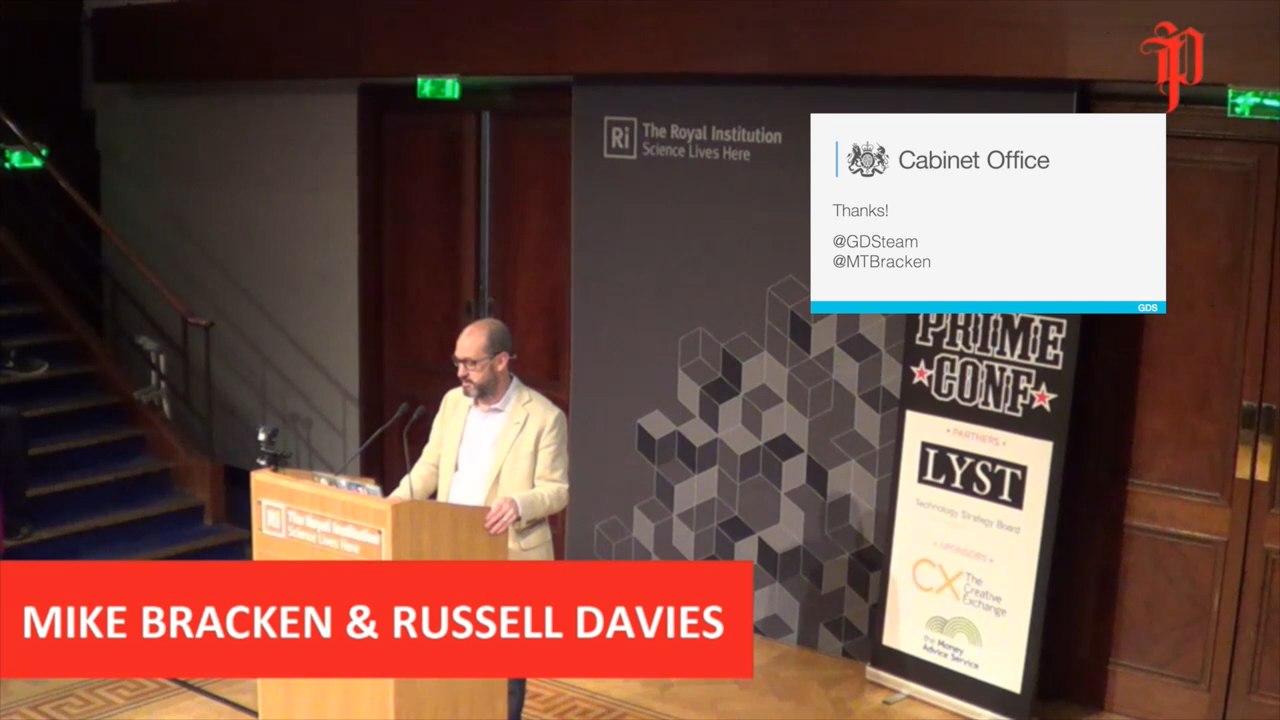 Ri The Royal Institution
Science Lives Here
Cabinet Office
Thanks!
@GDSteam
@MTBracken
GDS
PRIME
CONF
PARTNERS
LYST
Technology Strategy Board
SPONSORS
CX The
Creative
Exchange
the Money
Advice Service
Ri The Royal Institution
Science Lives Here
MIKE BRACKEN & RUSSELL DAVIES